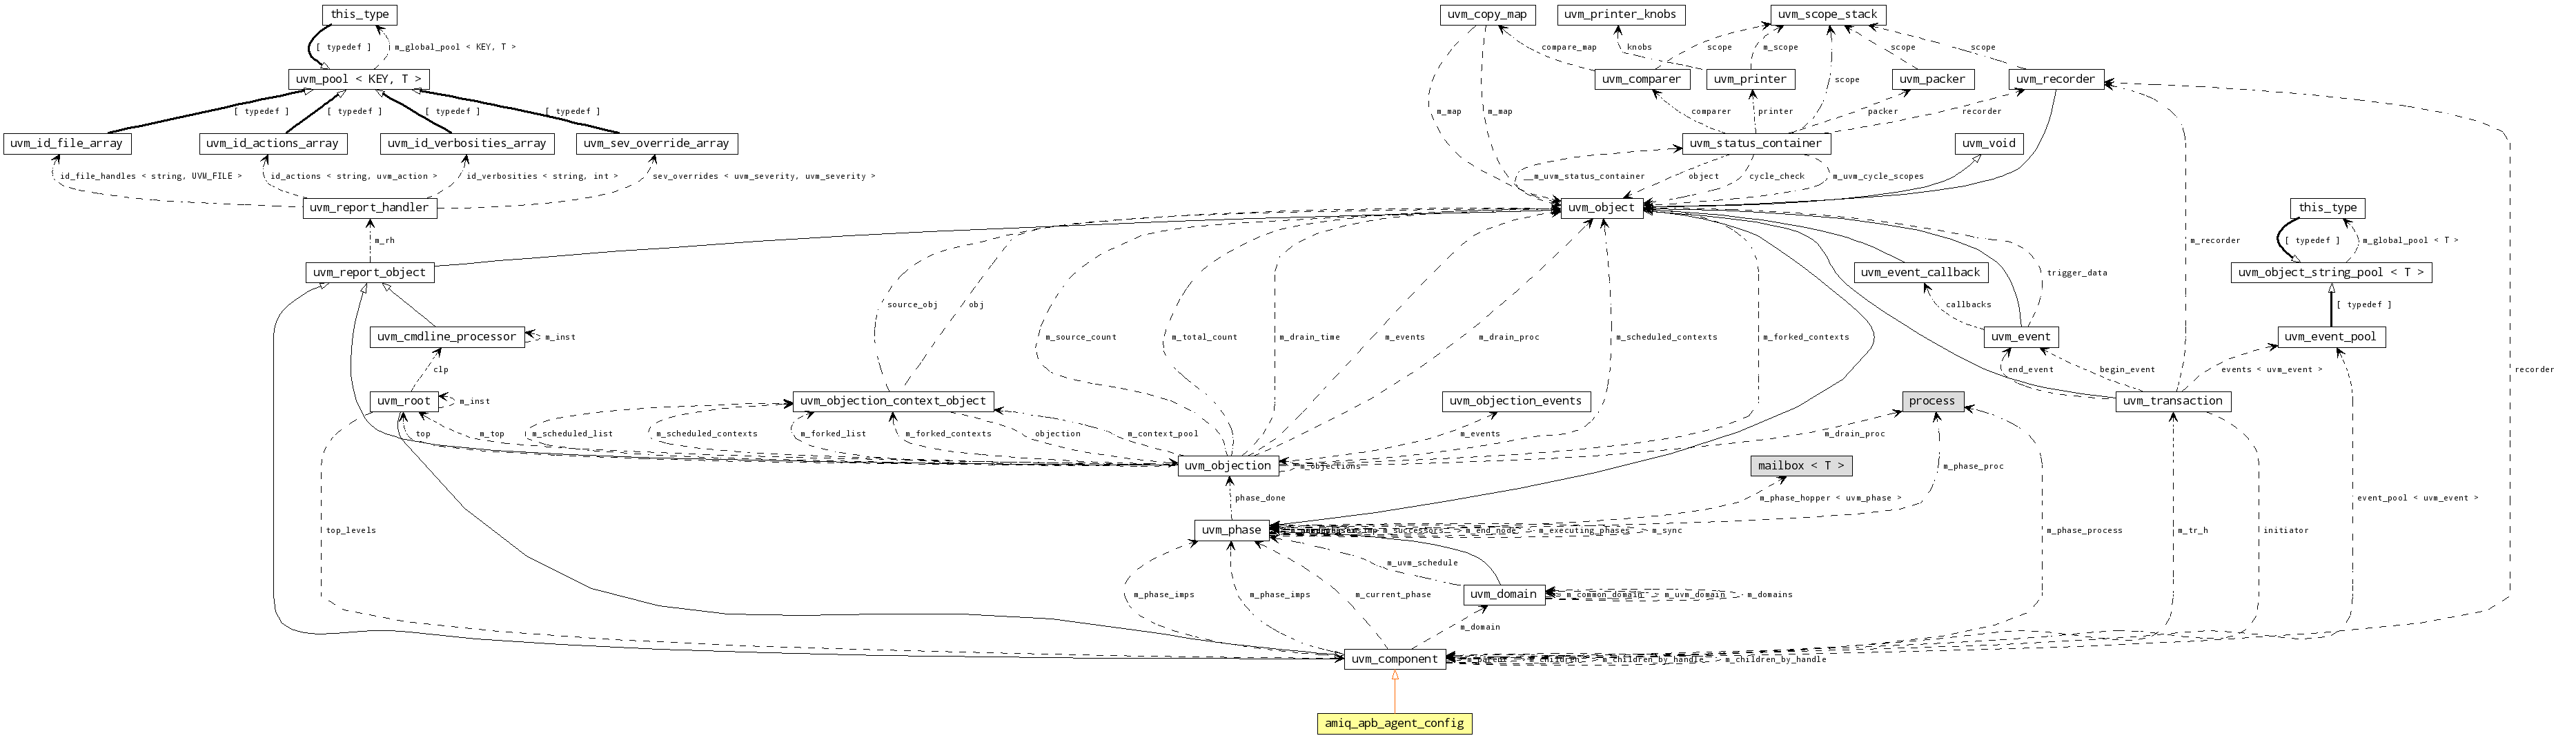 this_type
uvm_copy_map
uvm_printer_knobs
uvm_scope_stack
[ typedef ]
m_global_pool < KEY, T >
compare_map
knobs
scope
m_scope
scope
scope
uvm_pool < KEY, T >
uvm_comparer
uvm_printer
uvm_packer
uvm_recorder
scope
[ typedef ]
[ typedef ]
[ typedef ]
[ typedef ]
m_map
m_map
comparer
printer
packer
recorder
uvm_id_file_array
uvm_id_actions_array
uvm_id_verbosities_array
uvm_sev_override_array
uvm_status_container
uvm_void
id_file_handles < string, UVM_FILE >
id_actions < string, uvm_action >
id_verbosities < string, int >
sev_overrides < uvm_severity, uvm_severity >
__m_uvm_status_container
object
cycle_check
m_uvm_cycle_scopes
uvm_report_handler
uvm_object
this_type
m_rh
m_recorder
[ typedef ]
m_global_pool < T >
uvm_report_object
uvm_event_callback
trigger_data
uvm_object_string_pool < T >
source_obj
obj
callbacks
[ typedef ]
uvm_cmdline_processor
m_inst
m_source_count
m_total_count
m_drain_time
m_events
m_drain_proc
m_scheduled_contexts
m_forked_contexts
uvm_event
uvm_event_pool
clp
end_event
begin_event
events < uvm_event >
recorder
uvm_root
m_inst
uvm_objection_context_object
uvm_objection_events
process
uvm_transaction
top
m_top
m_scheduled_list
m_scheduled_contexts
m_forked_list
m_forked_contexts
objection
m_context_pool
m_events
m_drain_proc
uvm_objection
m_objections
mailbox < T >
m_phase_proc
phase_done
m_phase_hopper < uvm_phase >
event_pool < uvm_event >
uvm_phase
m_successors
m_end_node
m_executing_phases
m_sync
top_levels
m_phase_process
m_tr_h
initiator
m_uvm_schedule
m_phase_imps
m_phase_imps
m_current_phase
uvm_domain
m_common_domain
m_uvm_domain
m_domains
m_domain
uvm_component
m_parent
m_children
m_children_by_handle
m_children_by_handle
amiq_apb_agent_config